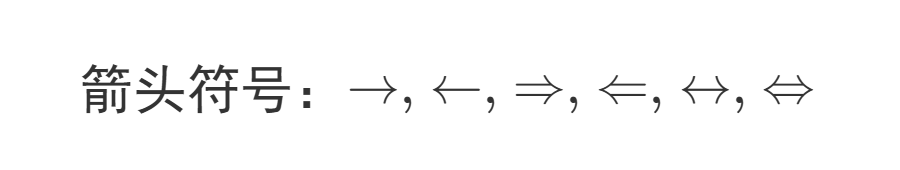 箭头符号：→, ←, ⇒, ⇐, ↔, ⇔